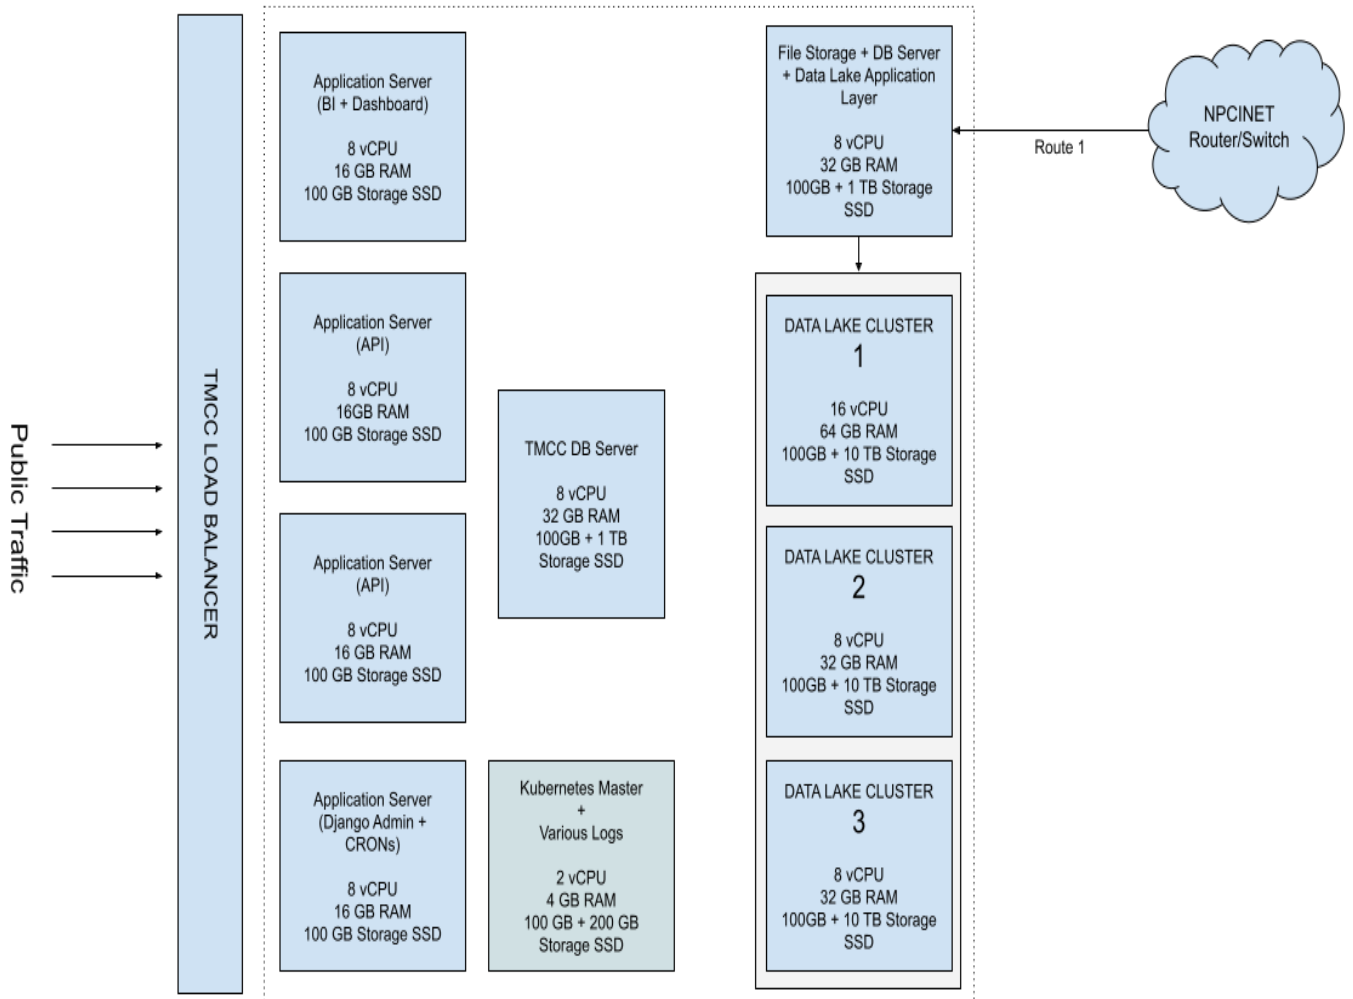 Public Traffic
TMCC LOAD BALANCER
Application Server
(BI + Dashboard)
8 vCPU
16 GB RAM
100 GB Storage SSD
Application Server
(API)
8 vCPU
16GB RAM
100 GB Storage SSD
Application Server
(API)
8 vCPU
16 GB RAM
100 GB Storage SSD
Application Server
(Django Admin +
CRONs)
8 vCPU
16 GB RAM
100 GB Storage SSD
TMCC DB Server
8 vCPU
32 GB RAM
100GB + 1 TB
Storage SSD
Kubernetes Master
+
Various Logs
2 vCPU
4 GB RAM
100 GB + 200 GB
Storage SSD
File Storage + DB Server
+ Data Lake Application
Layer
8 vCPU
32 GB RAM
100GB + 1 TB Storage
SSD
DATA LAKE CLUSTER
1
16 vCPU
64 GB RAM
100GB + 10 TB Storage
SSD
DATA LAKE CLUSTER
2
8 vCPU
32 GB RAM
100GB + 10 TB Storage
SSD
DATA LAKE CLUSTER
3
8 vCPU
32 GB RAM
100GB + 10 TB Storage
SSD
Route 1
NPCINET
Router/Switch